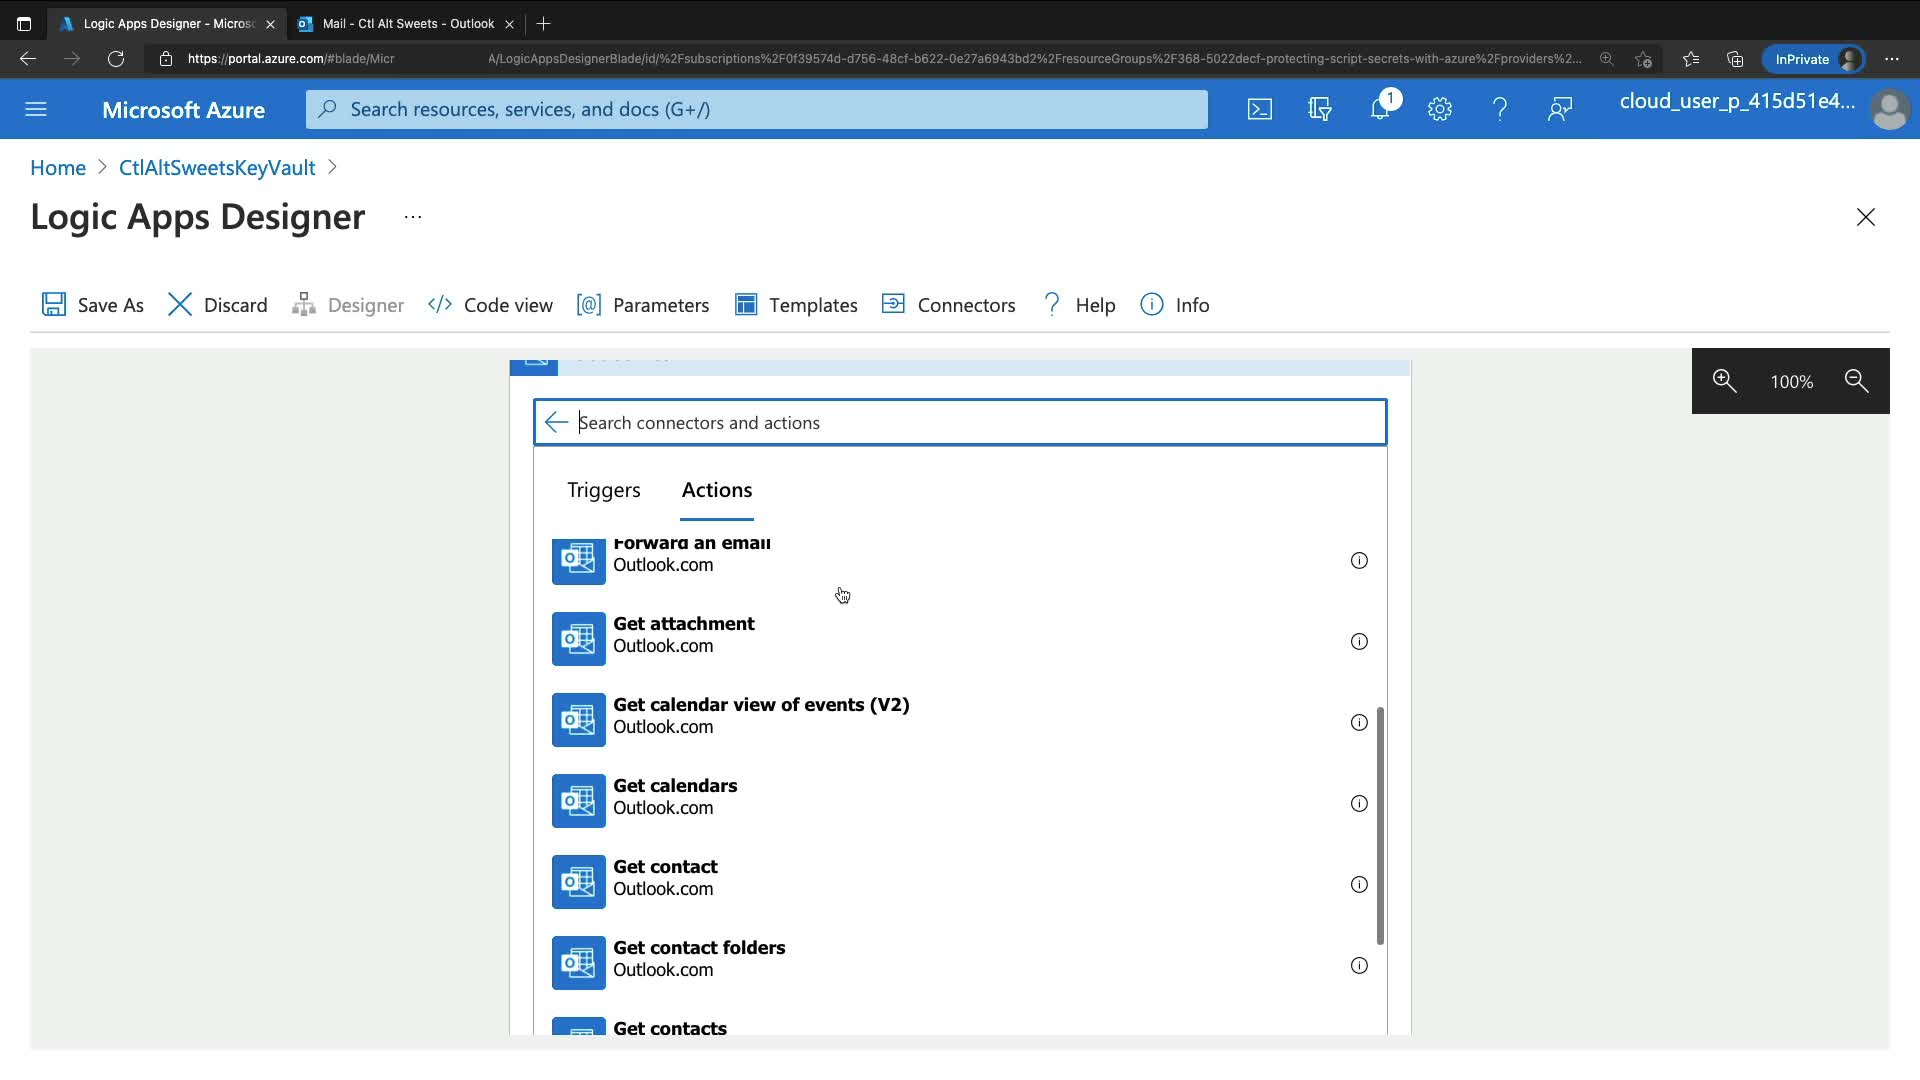 Logic Apps Designer - Micros
Mail - Ctl Alt Sweets - Outlook
https://portal.azure.com/#blade/Micr A/LogicAppsDesignerBlade/id/%2Fsubscriptions%2F0f39574d-d756-48cf-b622-0e27a6943bd2%2FresourceGroups%2F368-5022decf-protecting-script-secrets-with-azure%2Fproviders%2...
InPrivate
Microsoft Azure
Search resources, services, and docs (G+/)
1
cloud_user_p_415d51e4...
Home > CtlAltSweetsKeyVault >
Logic Apps Designer ...
Save As
Discard
Designer
Code view
Parameters
Templates
Connectors
Help
Info
100%
Search connectors and actions
Triggers
Actions
Forward an email
Outlook.com
Get attachment
Outlook.com
Get calendar view of events (V2)
Outlook.com
Get calendars
Outlook.com
Get contact
Outlook.com
Get contact folders
Outlook.com
Get contacts